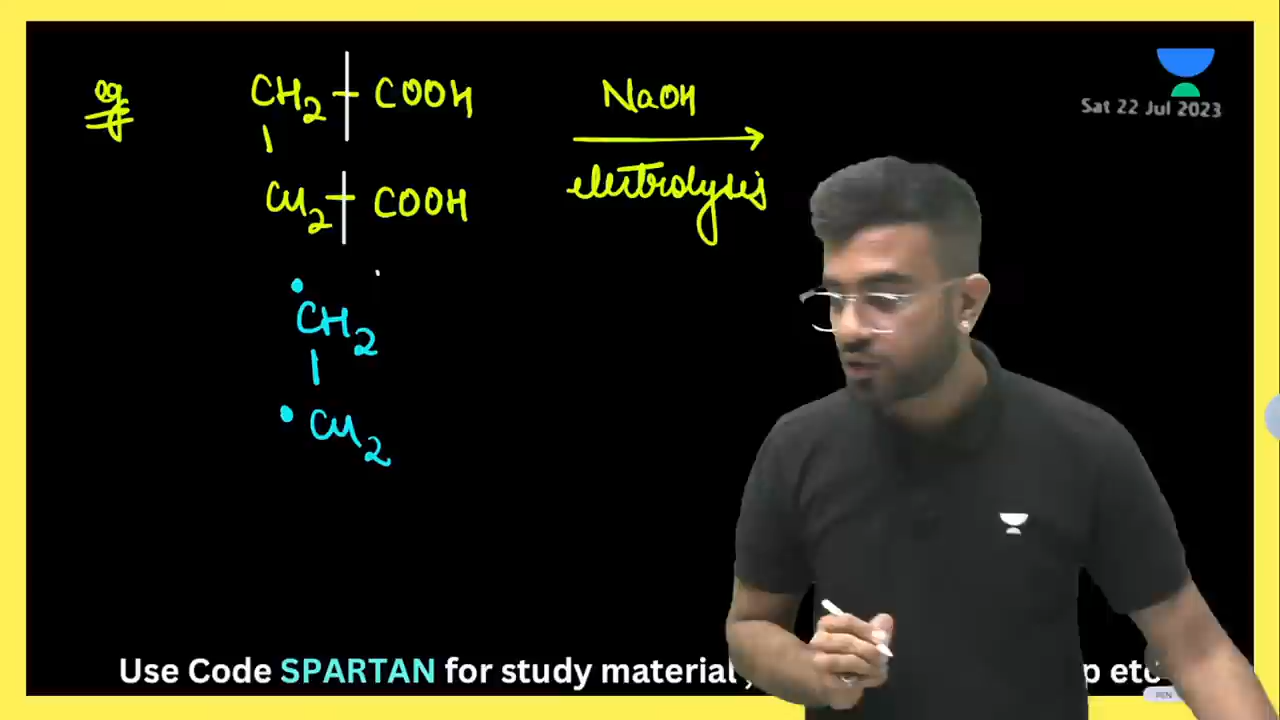 eg CH2 - COOH NaOH
Sat 22 Jul 2023
CH2 - COOH electrolysis
•CH2
|
•CH2
Use Code SPARTAN for study material,
p etc
PEN